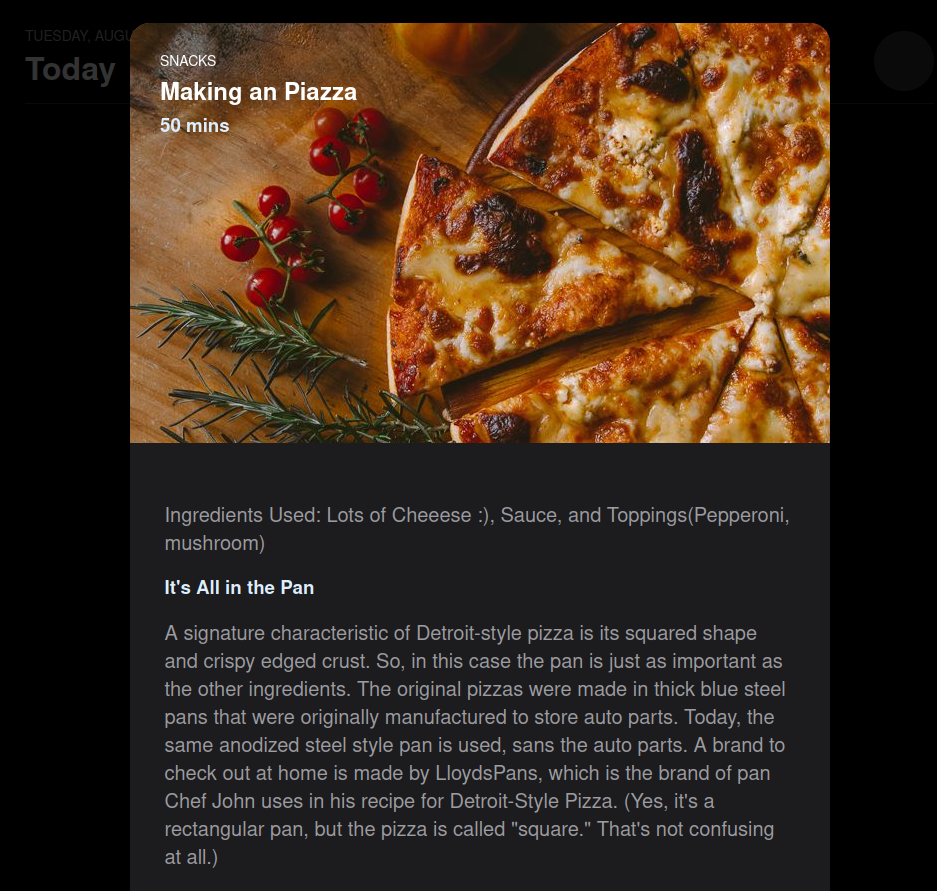 TUESDAY, AUGU
Today
SNACKS
Making an Piazza
50 mins
Ingredients Used: Lots of Cheeese :), Sauce, and Toppings(Pepperoni,
mushroom)
It's All in the Pan
A signature characteristic of Detroit-style pizza is its squared shape
and crispy edged crust. So, in this case the pan is just as important as
the other ingredients. The original pizzas were made in thick blue steel
pans that were originally manufactured to store auto parts. Today, the
same anodized steel style pan is used, sans the auto parts. A brand to
check out at home is made by LloydsPans, which is the brand of pan
Chef John uses in his recipe for Detroit-Style Pizza. (Yes, it's a
rectangular pan, but the pizza is called "square." That's not confusing
at all.)